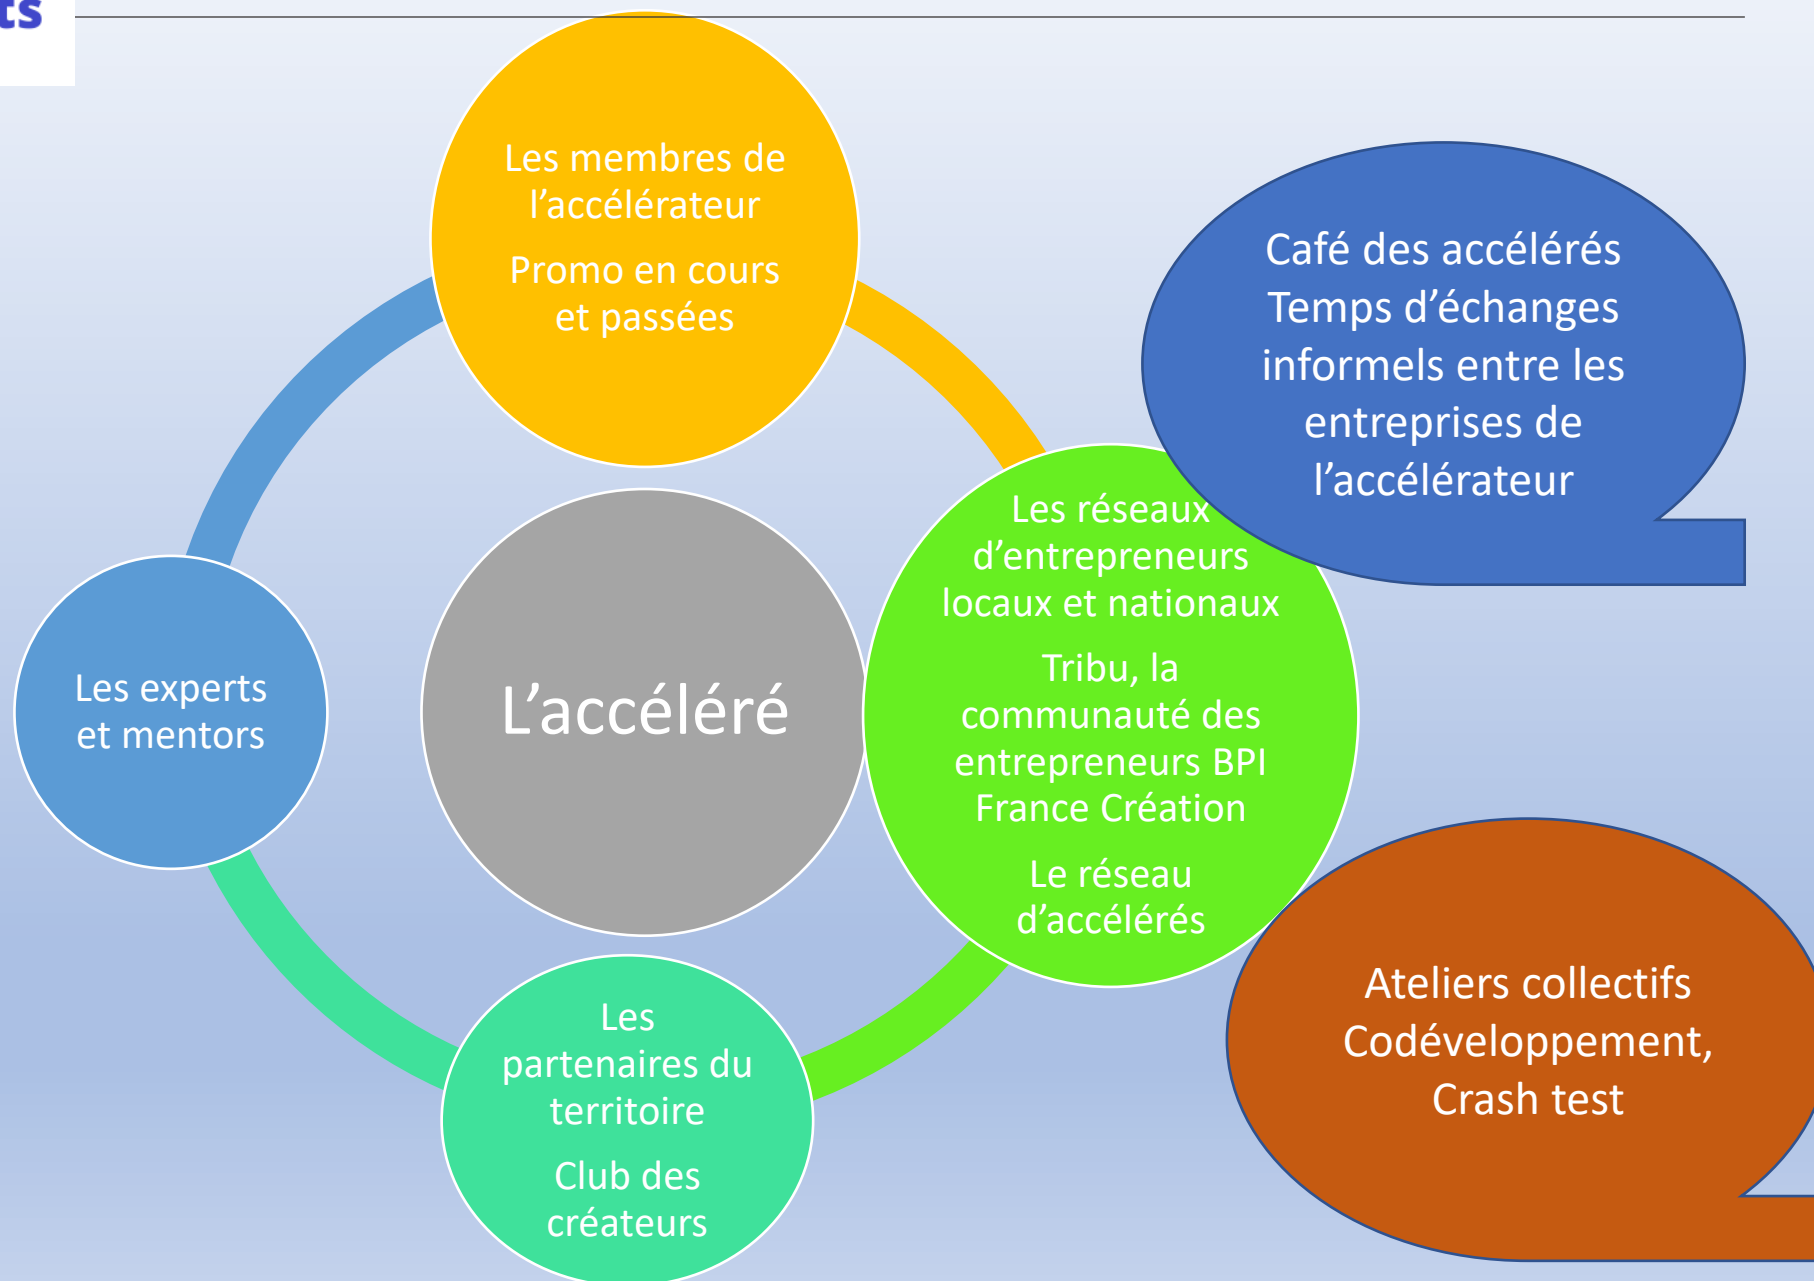 ts
Les membres de
l’accélérateur
Promo en cours
et passées
Café des accélérés
Temps d’échanges
informels entre les
entreprises de
l’accélérateur
Les réseaux
d’entrepreneurs
locaux et nationaux
Tribu, la
communauté des
entrepreneurs BPI
France Création
Le réseau
d’accélérés
L’accéléré
Les experts
et mentors
Les
partenaires du
territoire
Club des
créateurs
Ateliers collectifs
Codéveloppement,
Crash test